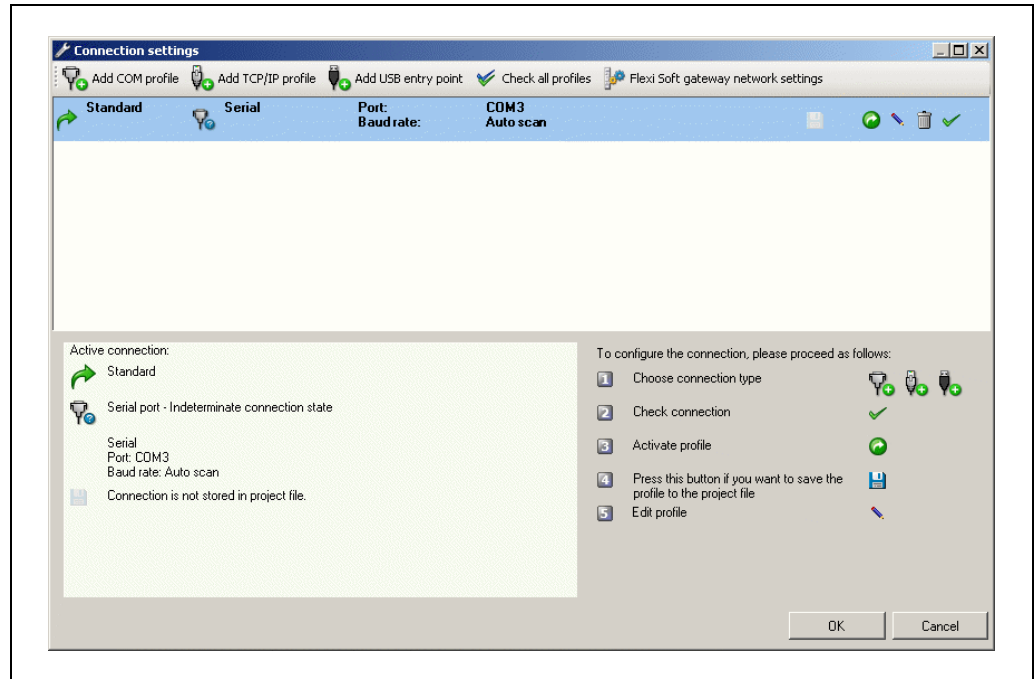 Connection settings
Add COM profile Add TCP/IP profile Add USB entry point Check all profiles Flexi Soft gateway network settings
Standard Serial Port: COM3
Baud rate: Auto scan
Active connection:
Standard
Serial port - Indeterminate connection state
Serial
Port: COM3
Baud rate: Auto scan
Connection is not stored in project file.
To configure the connection, please proceed as follows:
1 Choose connection type
2 Check connection
3 Activate profile
4 Press this button if you want to save the
profile to the project file
5 Edit profile
OK Cancel